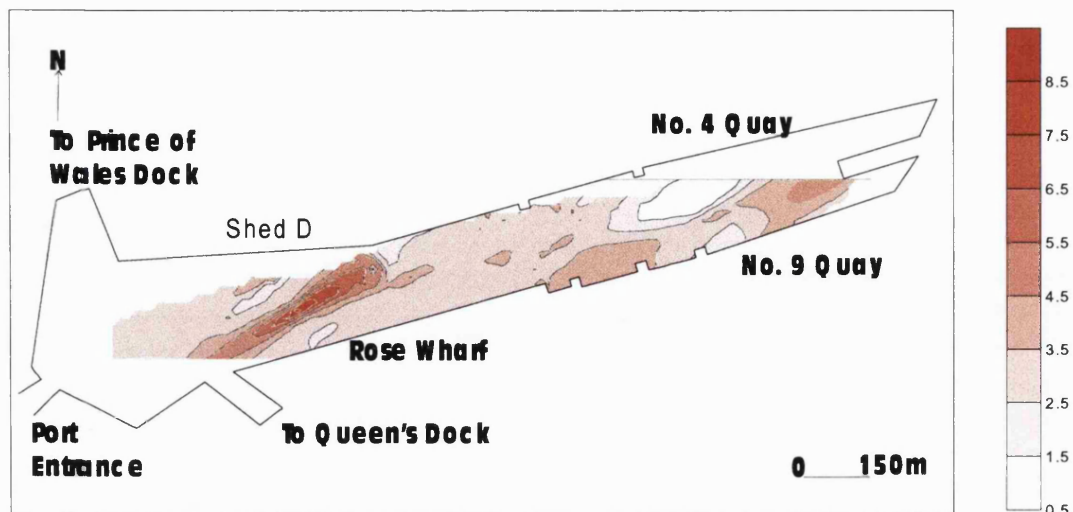 N
To Prince of
Wales Dock
Shed D
No. 4 Quay
No. 9 Quay
Rose Wharf
Port
Entrance
To Queen's Dock
0 150m
8.5
7.5
6.5
5.5
4.5
3.5
2.5
1.5
0.5